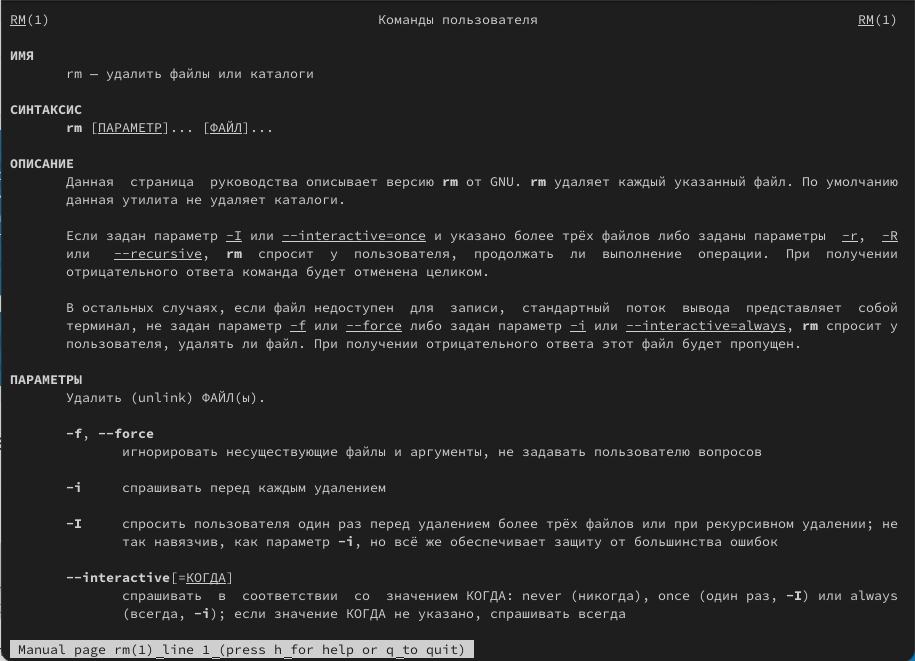 RM(1) Команды пользователя RM(1)
ИМЯ
rm — удалить файлы или каталоги
СИНТАКСИС
rm [ПАРАМЕТР]... [ФАЙЛ]...
ОПИСАНИЕ
Данная страница руководства описывает версию rm от GNU. rm удаляет каждый указанный файл. По умолчанию
данная утилита не удаляет каталоги.
Если задан параметр -I или --interactive=once и указано более трёх файлов либо заданы параметры -r, -R
или --recursive, rm спросит у пользователя, продолжать ли выполнение операции. При получении
отрицательного ответа команда будет отменена целиком.
В остальных случаях, если файл недоступен для записи, стандартный поток вывода представляет собой
терминал, не задан параметр -f или --force либо задан параметр -i или --interactive=always, rm спросит у
пользователя, удалять ли файл. При получении отрицательного ответа этот файл будет пропущен.
ПАРАМЕТРЫ
Удалить (unlink) ФАЙЛ(ы).
-f, --force
игнорировать несуществующие файлы и аргументы, не задавать пользователю вопросов
-i спрашивать перед каждым удалением
-I спросить пользователя один раз перед удалением более трёх файлов или при рекурсивном удалении; не
так навязчив, как параметр -i, но всё же обеспечивает защиту от большинства ошибок
--interactive[=КОГДА]
спрашивать в соответствии со значением КОГДА: never (никогда), once (один раз, -I) или always
(всегда, -i); если значение КОГДА не указано, спрашивать всегда
Manual page rm(1) line 1 (press h for help or q to quit)